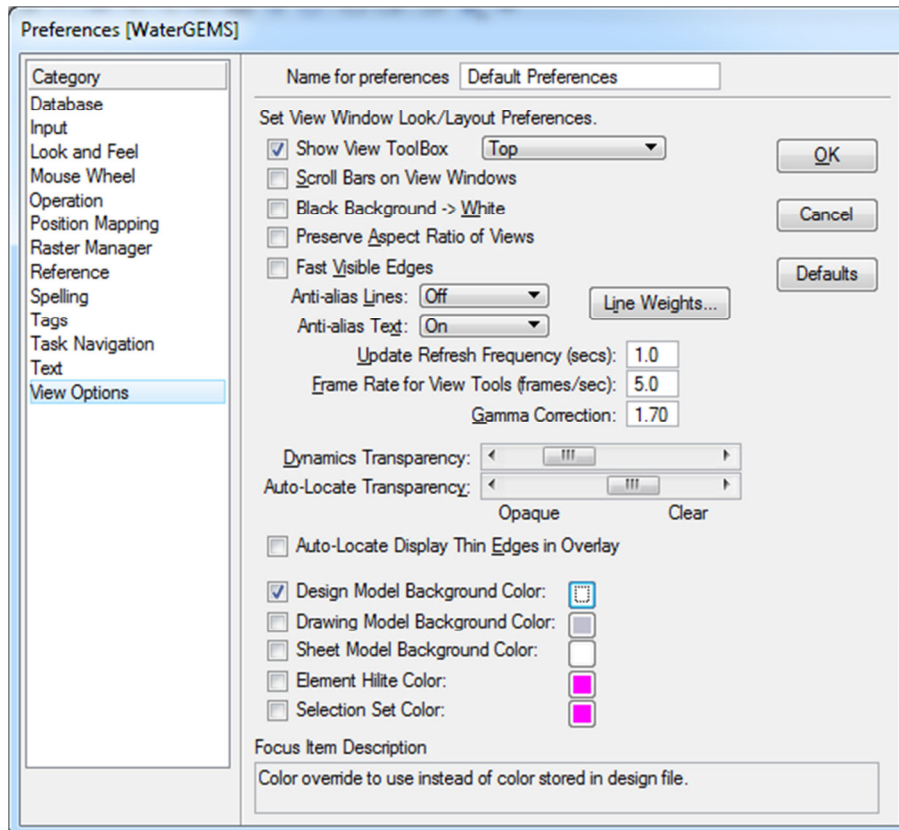 Preferences [WaterGEMS]
Category
Database
Input
Look and Feel
Mouse Wheel
Operation
Position Mapping
Raster Manager
Reference
Spelling
Tags
Task Navigation
Text
View Options
Name for preferences Default Preferences
Set View Window Look/Layout Preferences.
Show View ToolBox Top
Scroll Bars on View Windows
Black Background -> White
Preserve Aspect Ratio of Views
Fast Visible Edges
Anti-alias Lines: Off
Line Weights...
Anti-alias Text: On
Update Refresh Frequency (secs): 1.0
Frame Rate for View Tools (frames/sec): 5.0
Gamma Correction: 1.70
Dynamics Transparency:
Auto-Locate Transparency:
Opaque Clear
Auto-Locate Display Thin Edges in Overlay
Design Model Background Color:
Drawing Model Background Color:
Sheet Model Background Color:
Element Hilite Color:
Selection Set Color:
Focus Item Description
Color override to use instead of color stored in design file.
OK
Cancel
Defaults